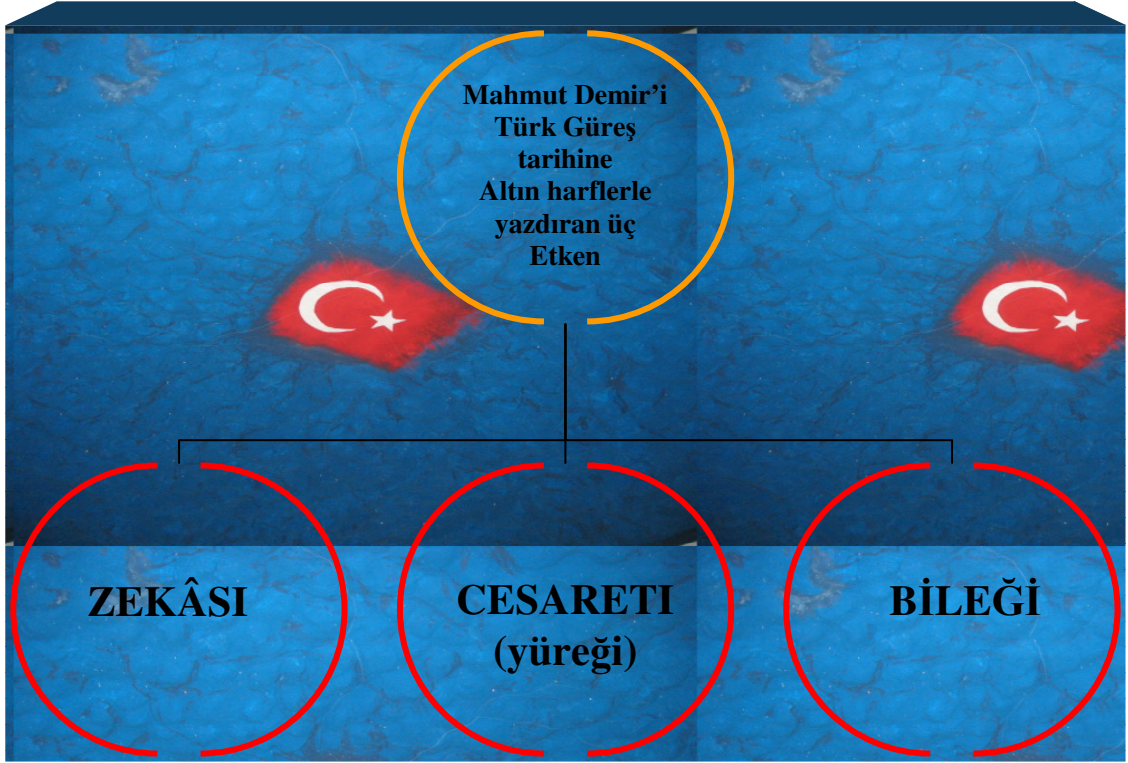 Mahmut Demir’i
Türk Güreş
tarihine
Altın harflerle
yazdıran üç
Etken
ZEKÂSI
CESARETI
(yüreği)
BİLEĞİ